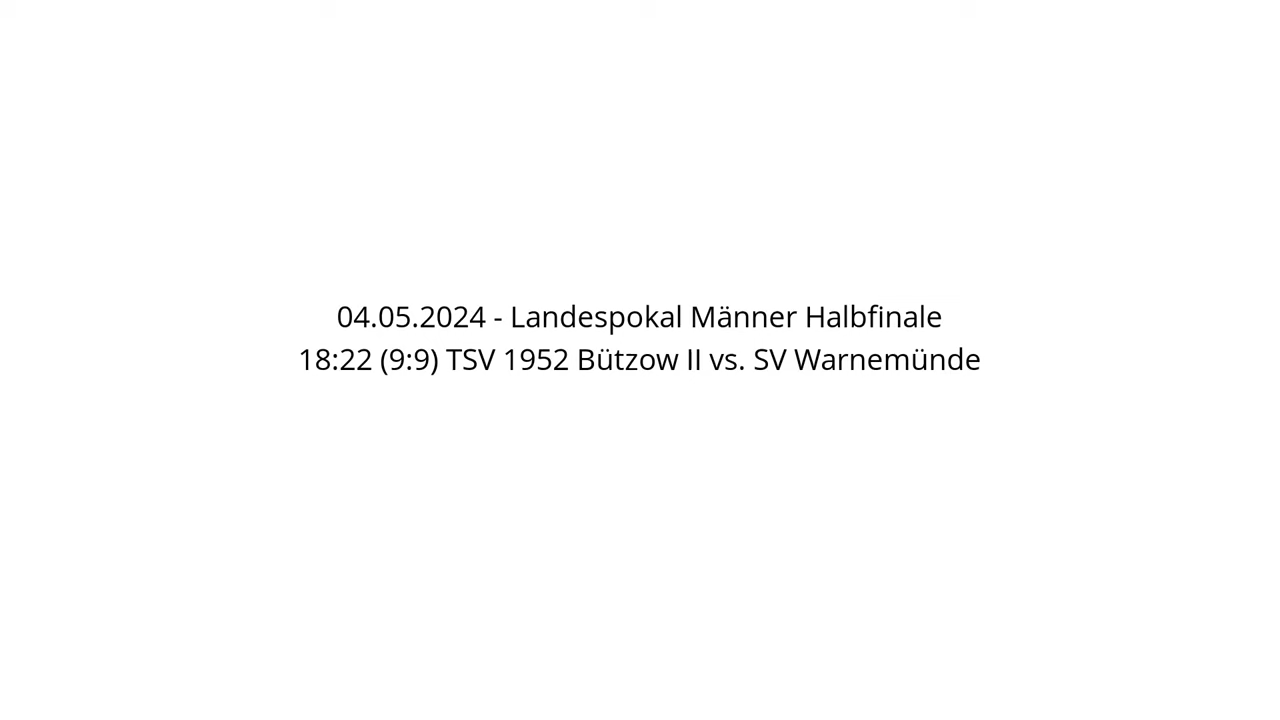 04.05.2024 - Landespokal Männer Halbfinale
18:22 (9:9) TSV 1952 Bützow II vs. SV Warnemünde